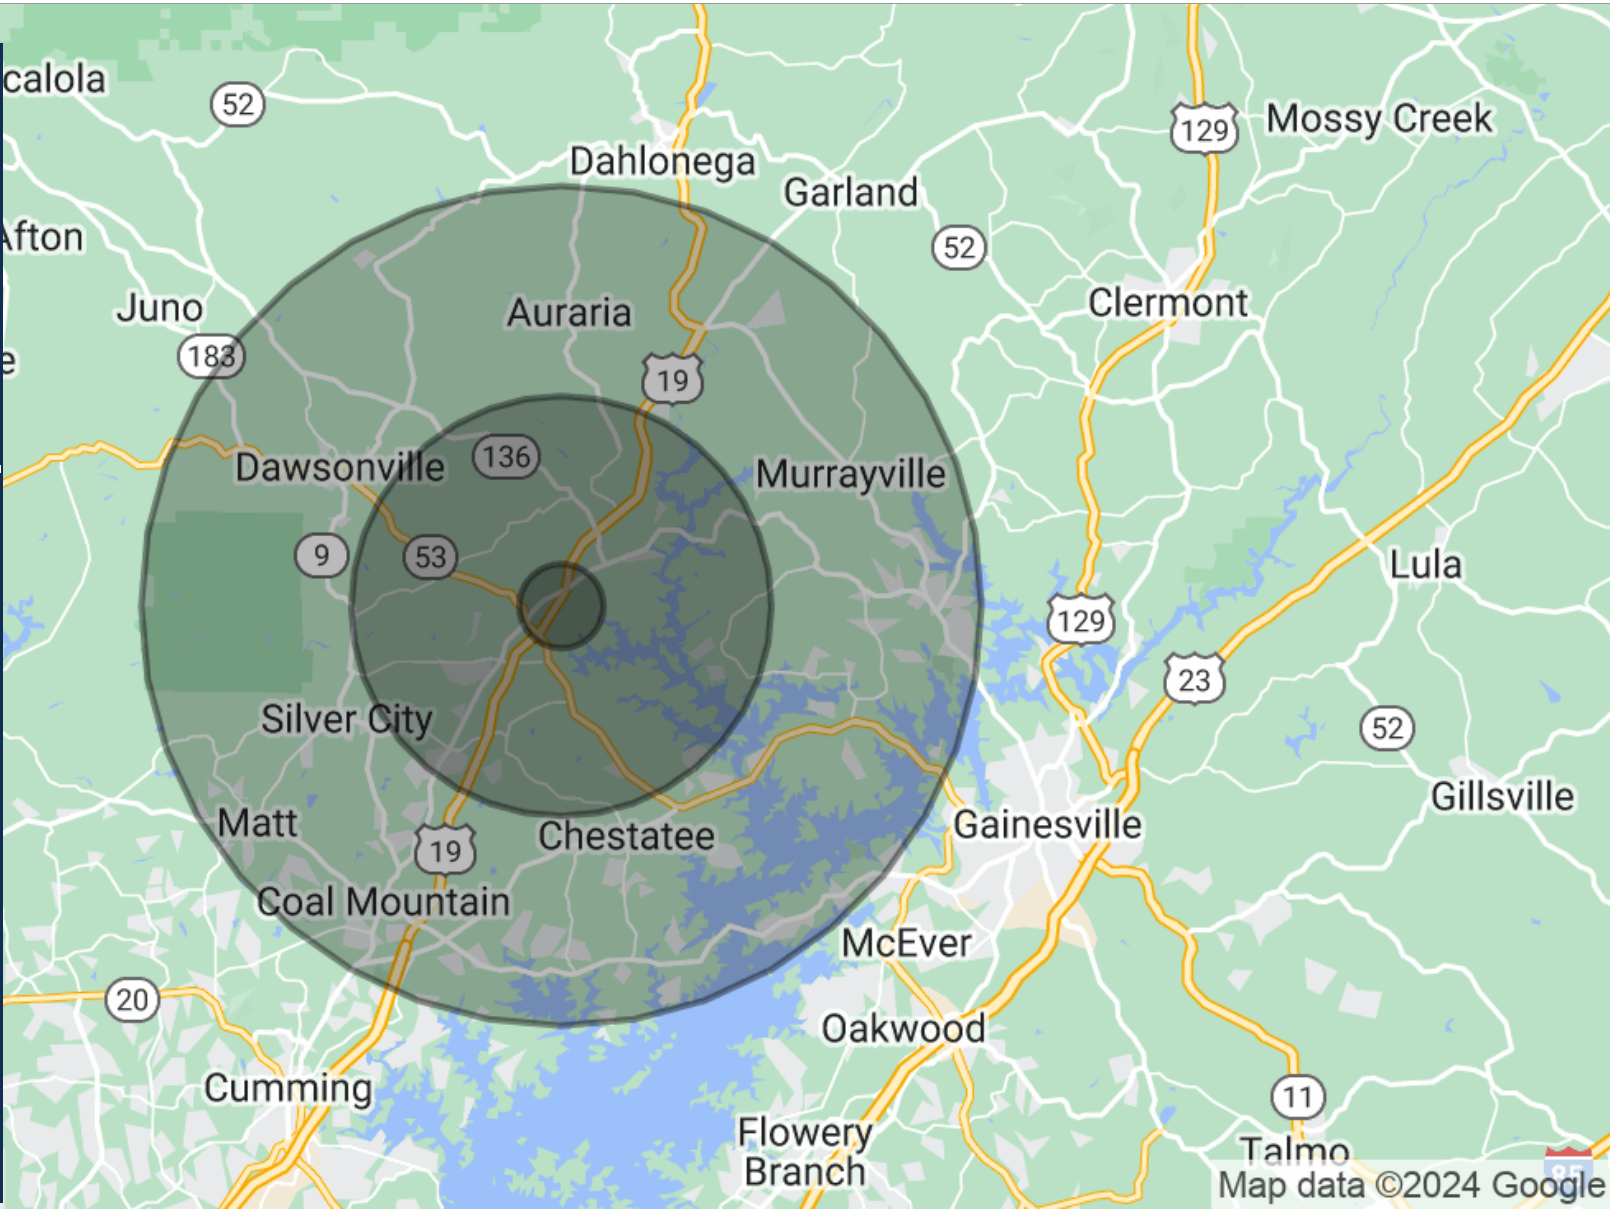 calola
52
129
Mossy Creek
Dahlonega
Garland
Afton
52
Juno
Auraria
Clermont
183
e
19
136
Dawsonville
Murrayville
9
53
Lula
129
23
Silver City
52
Gillsville
Matt
Chestatee
Gainesville
19
Coal Mountain
McEver
20
Oakwood
Cumming
11
Flowery
Branch
Talmo
85
Map data ©2024 Google